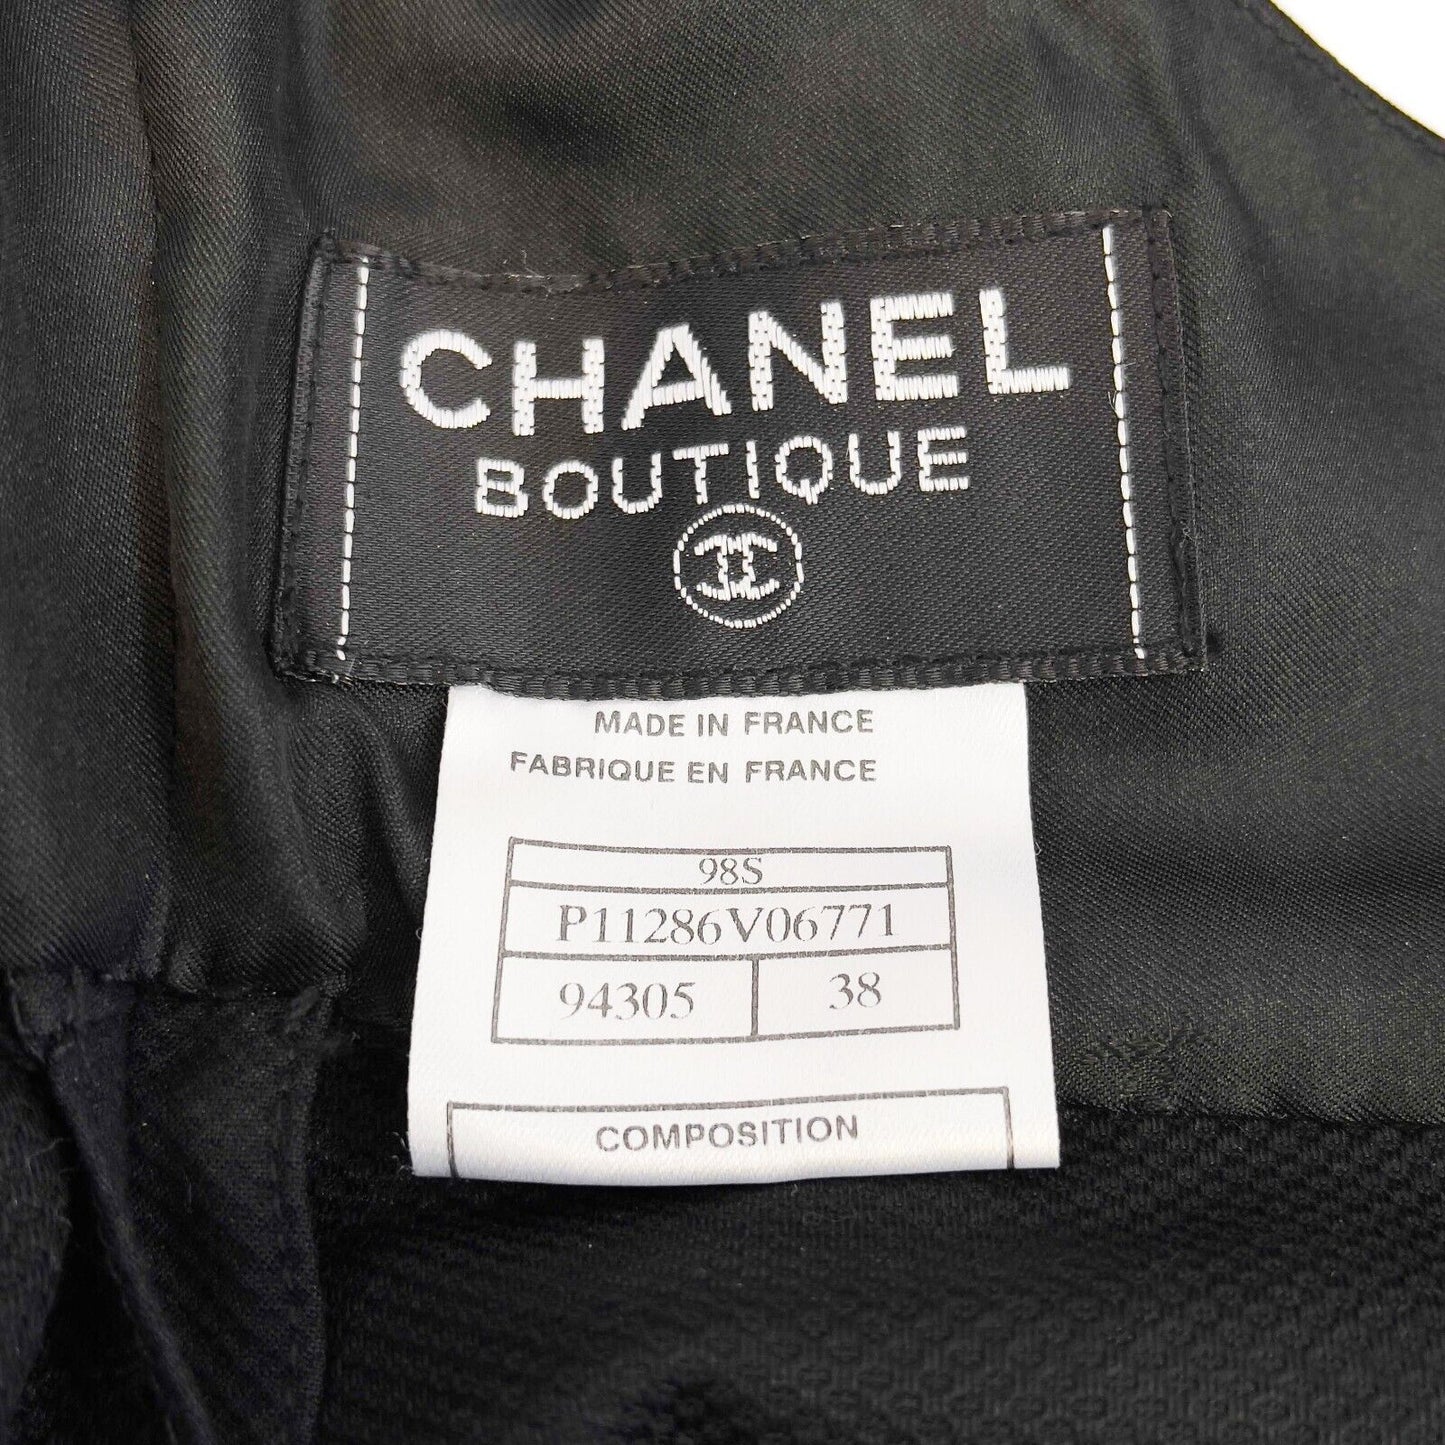 CHANEL
BOUTIQUE
MADE IN FRANCE
FABRIQUE EN FRANCE
98S
P11286V06771
94305 38
COMPOSITION